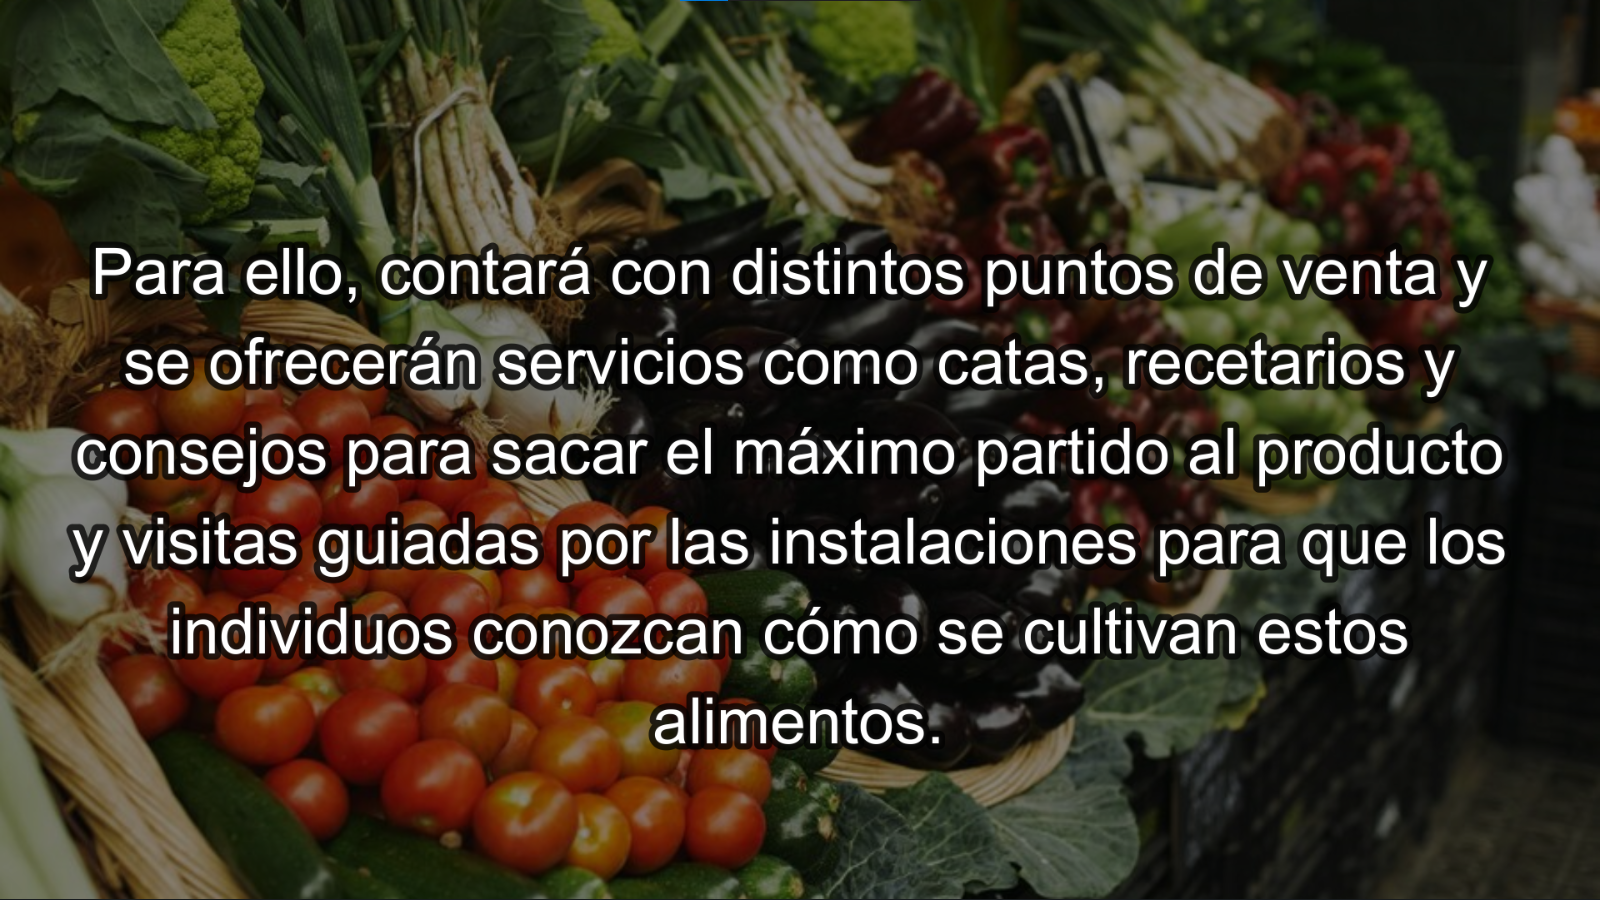 Para ello, contará con distintos puntos de venta y
se ofrecerán servicios como catas, recetarios y
consejos para sacar el máximo partido al producto
y visitas guiadas por las instalaciones para que los
individuos conozcan cómo se cultivan estos
alimentos.